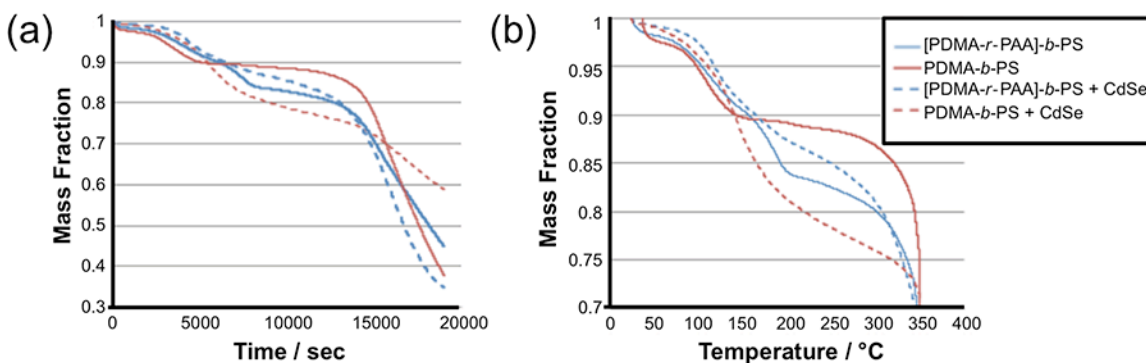 (a)
1
0.9
0.8
0.7
0.6
0.5
0.4
0.3
Mass Fraction
0 5000 10000 15000 20000
Time / sec
(b)
1
0.95
0.9
0.85
0.8
0.75
0.7
Mass Fraction
0 50 100 150 200 250 300 350 400
Temperature / °C
[PDMA-r-PAA]-b-PS
PDMA-b-PS
[PDMA-r-PAA]-b-PS + CdSe
PDMA-b-PS + CdSe